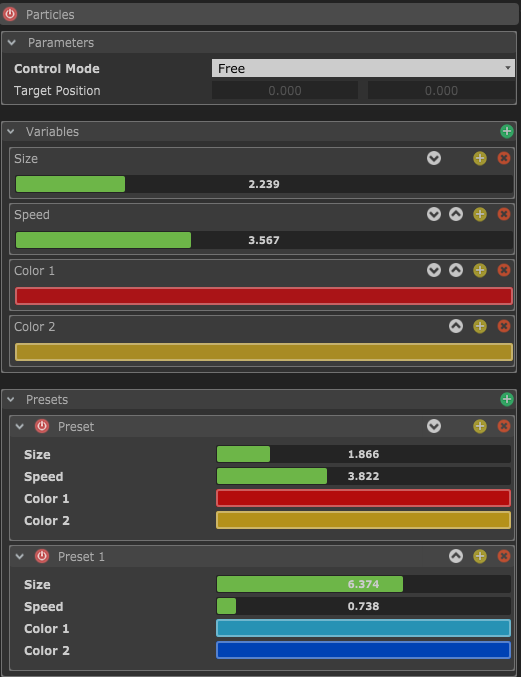 Particles
Parameters
Control Mode Free
Target Position 0.000 0.000
Variables
Size
2.239
Speed
3.567
Color 1
Color 2
Presets
Preset
Size 1.866
Speed 3.822
Color 1
Color 2
Preset 1
Size 6.374
Speed 0.738
Color 1
Color 2